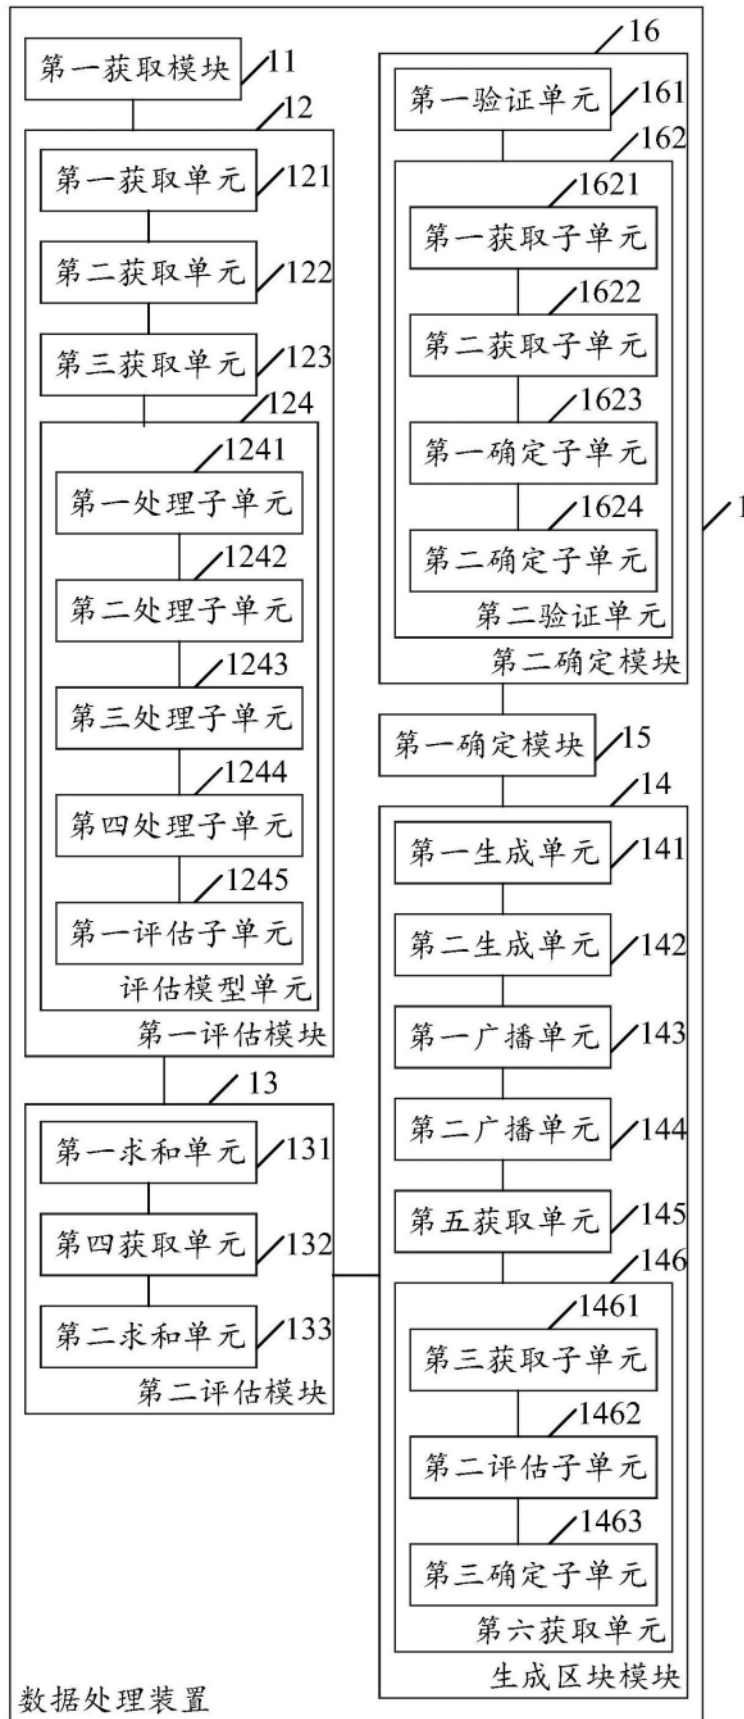 第一获取模块
11
12
第一获取单元
121
第二获取单元
122
第三获取单元
123
124
1241
第一处理子单元
1242
第二处理子单元
1243
第三处理子单元
1244
第四处理子单元
1245
第一评估子单元
评估模型单元
第一评估模块
13
第一求和单元
131
第四获取单元
132
第二求和单元
133
第二评估模块
16
第一验证单元
161
162
1621
第一获取子单元
1622
第二获取子单元
1623
第一确定子单元
1624
第二确定子单元
第二验证单元
第二确定模块
1
第一确定模块
15
14
第一生成单元
141
第二生成单元
142
第一广播单元
143
第二广播单元
144
第五获取单元
145
146
1461
第三获取子单元
1462
第二评估子单元
1463
第三确定子单元
第六获取单元
生成区块模块
数据处理装置